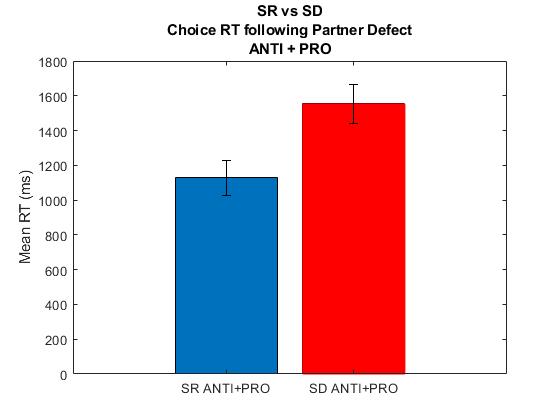 SR vs SD
Choice RT following Partner Defect
ANTI + PRO
1800
1600
1400
1200
1000
800
600
400
200
0
Mean RT (ms)
SR ANTI+PRO
SD ANTI+PRO